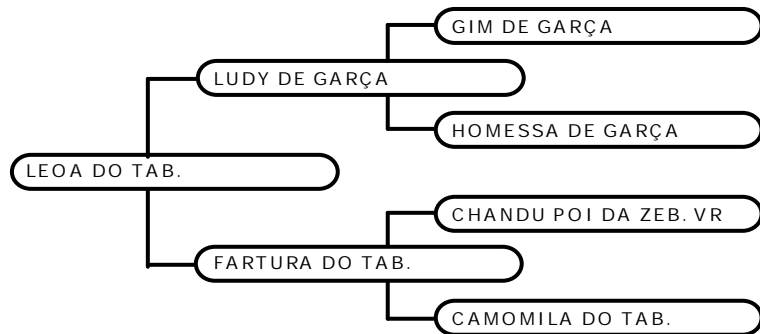 GIM DE GARÇA
LUDY DE GARÇA
HOMESSA DE GARÇA
LEOA DO TAB.
CHANDU POI DA ZEB. VR
FARTURA DO TAB.
CAMOMILA DO TAB.